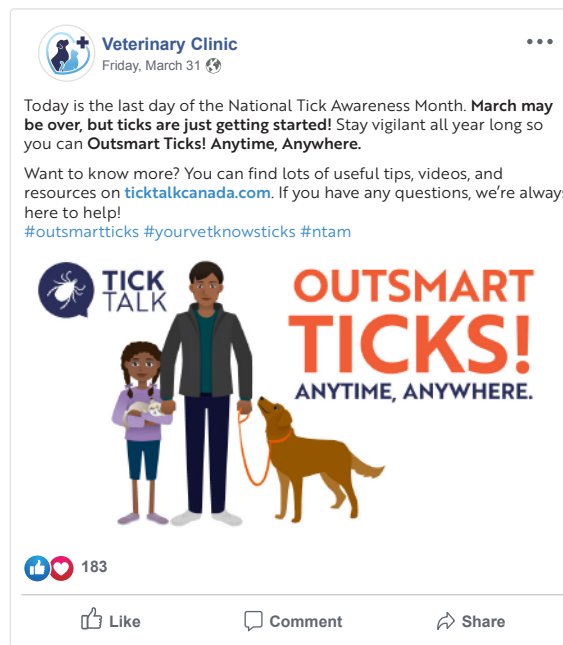 Veterinary Clinic
Friday, March 31
Today is the last day of the National Tick Awareness Month. March may
be over, but ticks are just getting started! Stay vigilant all year long so
you can Outsmart Ticks! Anytime, Anywhere.
Want to know more? You can find lots of useful tips, videos, and
resources on ticktalkcanada.com. If you have any questions, we're always
here to help!
#outsmartticks #yourvetknowsticks #ntam
TICK
TALK
OUTSMART
TICKS!
ANYTIME, ANYWHERE.
183
Like Comment Share